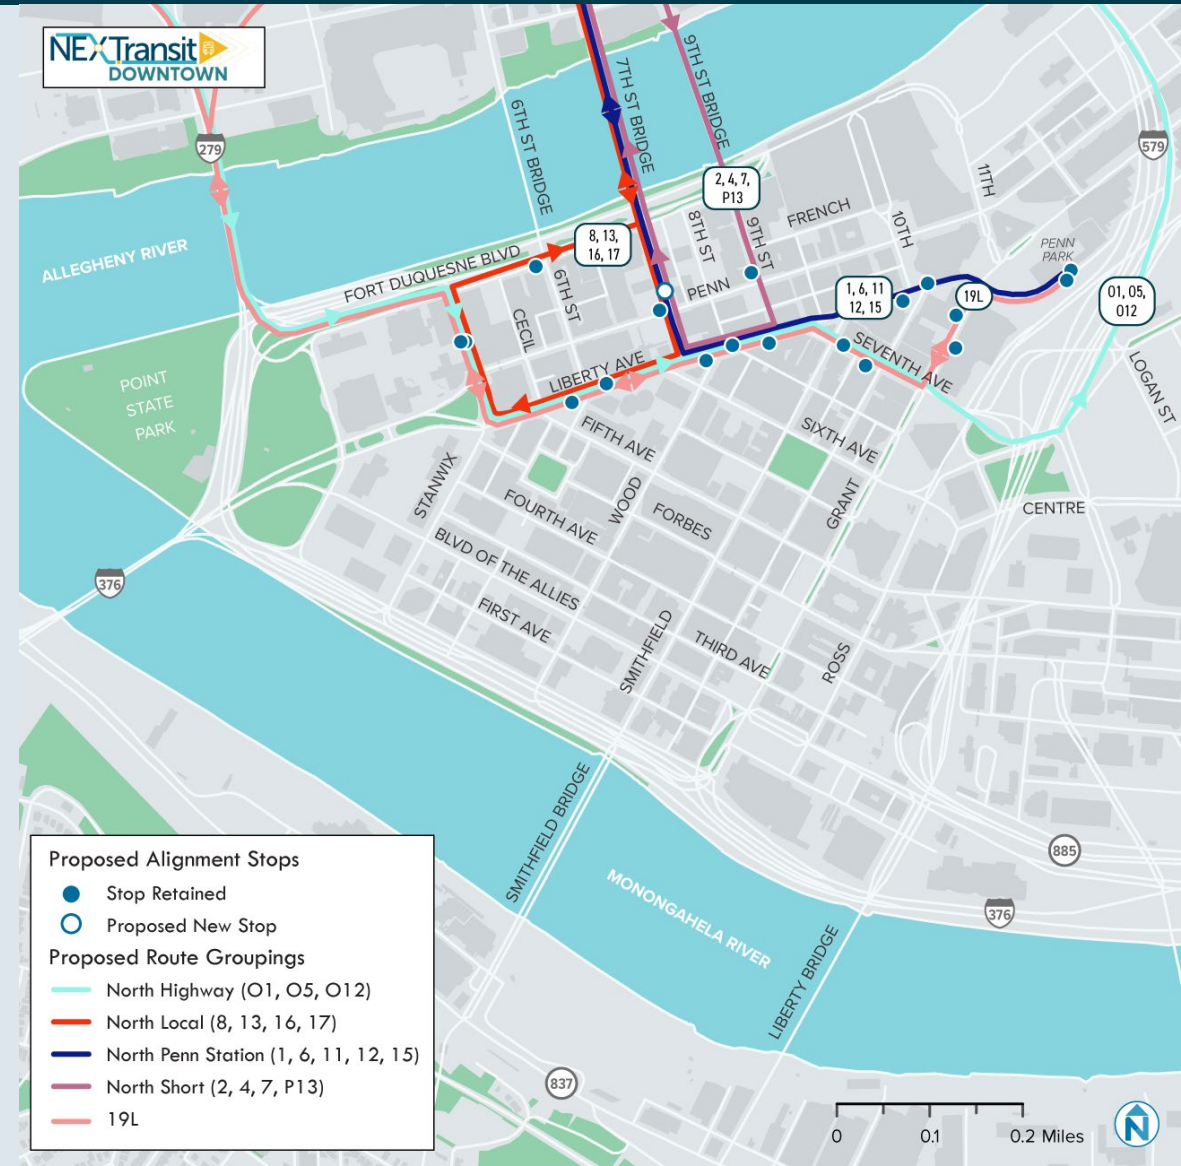 NEXTransit
DOWNTOWN
279
6TH ST BRIDGE
7TH ST BRIDGE
9TH ST BRIDGE
579
11TH
2, 4, 7,
P13
FRENCH
10TH
8TH ST
9TH ST
PENN
PARK
ALLEGHENY RIVER
8, 13,
16, 17
FORT DUQUESNE BLVD
6TH ST
PENN
1, 6, 11
12, 15
19L
O1, O5,
O12
CECIL
LIBERTY AVE
SEVENTH AVE
LOGAN ST
POINT
STATE
PARK
FIFTH AVE
SIXTH AVE
STANWIX
WOOD
GRANT
FOURTH AVE
FORBES
CENTRE
BLVD OF THE ALLIES
376
FIRST AVE
SMITHFIELD
THIRD AVE
ROSS
SMITHFIELD BRIDGE
885
MONONGAHELA RIVER
376
LIBERTY BRIDGE
837
Proposed Alignment Stops
Stop Retained
Proposed New Stop
Proposed Route Groupings
North Highway (O1, O5, O12)
North Local (8, 13, 16, 17)
North Penn Station (1, 6, 11, 12, 15)
North Short (2, 4, 7, P13)
19L
0 0.1 0.2 Miles
N